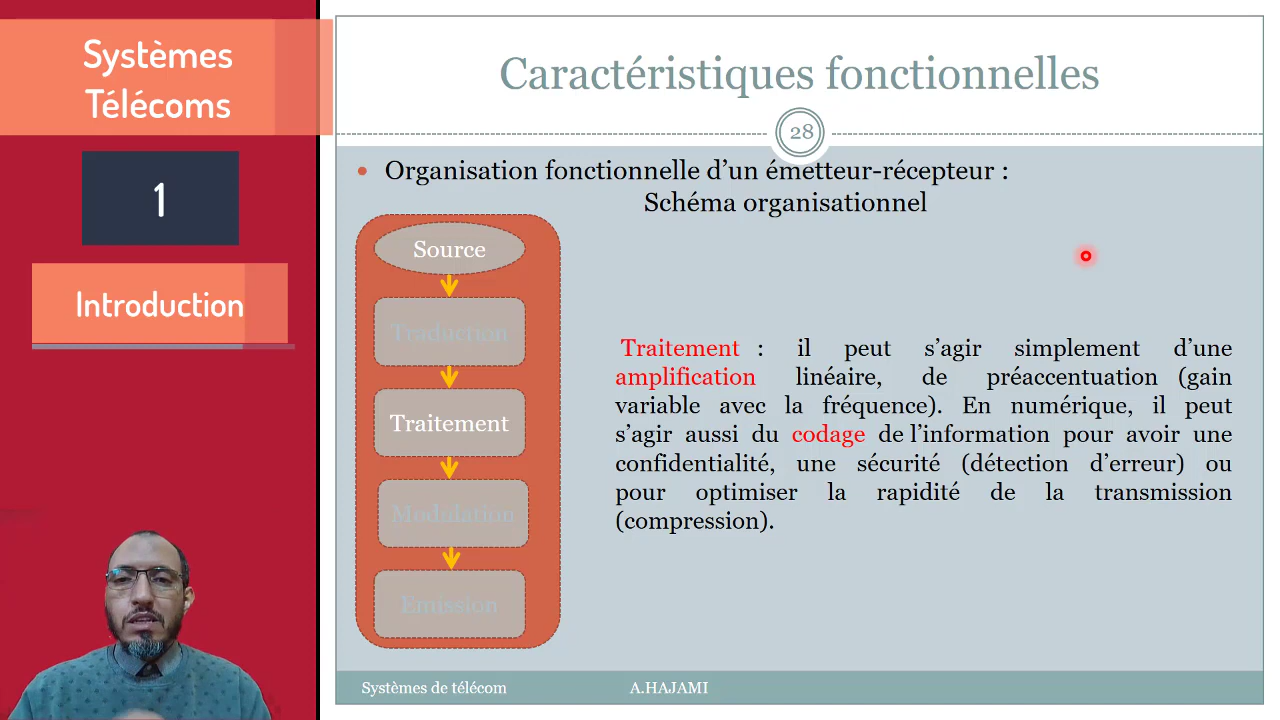 Systèmes
Télécoms
1
Introduction
Caractéristiques fonctionnelles
28
• Organisation fonctionnelle d’un émetteur-récepteur :
Schéma organisationnel
Source
Traduction
Traitement
Modulation
Emission
Traitement : il peut s’agir simplement d’une
amplification linéaire, de préaccentuation (gain
variable avec la fréquence). En numérique, il peut
s’agir aussi du codage de l’information pour avoir une
confidentialité, une sécurité (détection d’erreur) ou
pour optimiser la rapidité de la transmission
(compression).
Systèmes de télécom A.HAJAMI